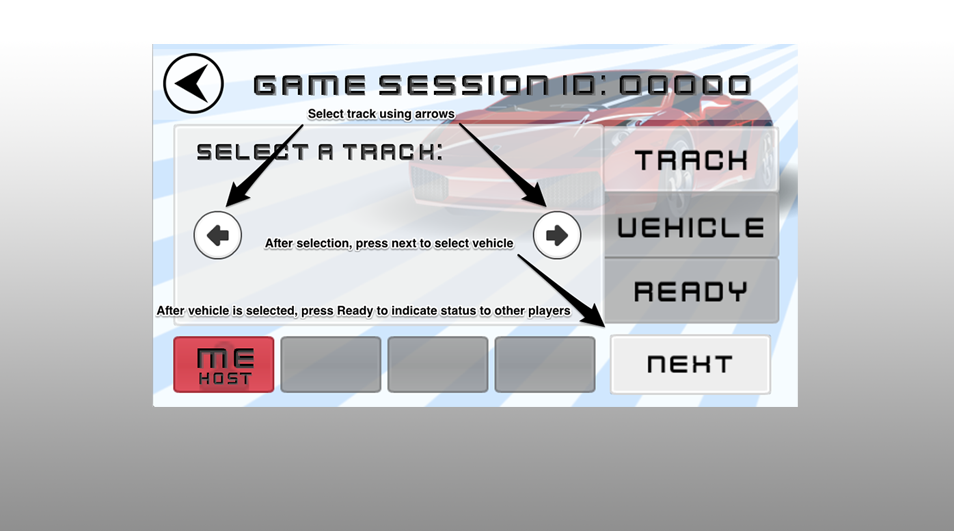 GAME SESSION ID: 00000
Select track using arrows
SELECT A TRACK:
TRACK
VEHICLE
After selection, press next to select vehicle
READY
After vehicle is selected, press Ready to indicate status to other players
ME
HOST
NEXT